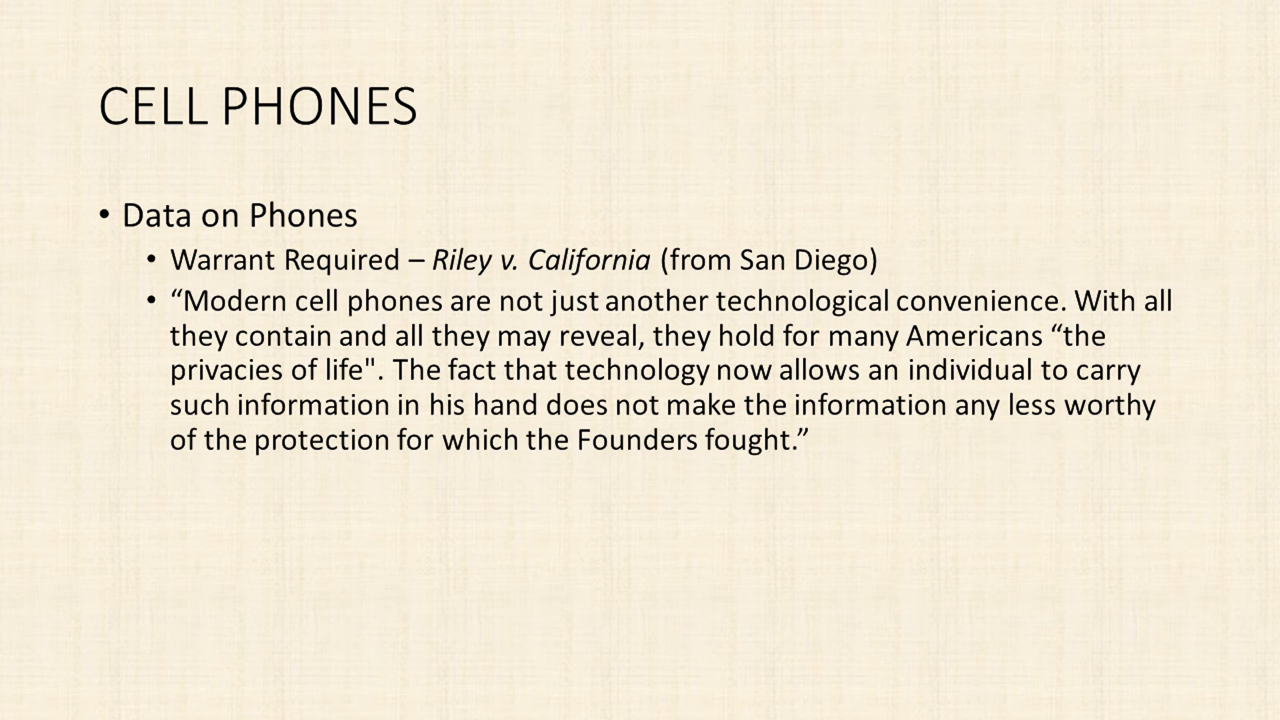 CELL PHONES
• Data on Phones
• Warrant Required – Riley v. California (from San Diego)
• “Modern cell phones are not just another technological convenience. With all
they contain and all they may reveal, they hold for many Americans “the
privacies of life". The fact that technology now allows an individual to carry
such information in his hand does not make the information any less worthy
of the protection for which the Founders fought.”